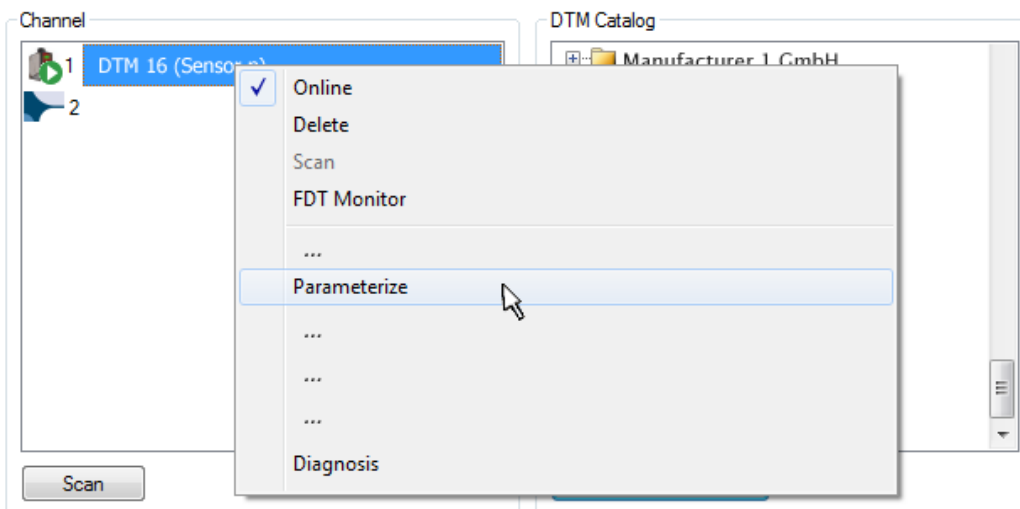 Channel
DTM Catalog
1 DTM 16 (Sensor n)
2
Manufacturer 1 GmbH
Online
Delete
Scan
FDT Monitor
...
Parameterize
...
...
...
Diagnosis
Scan